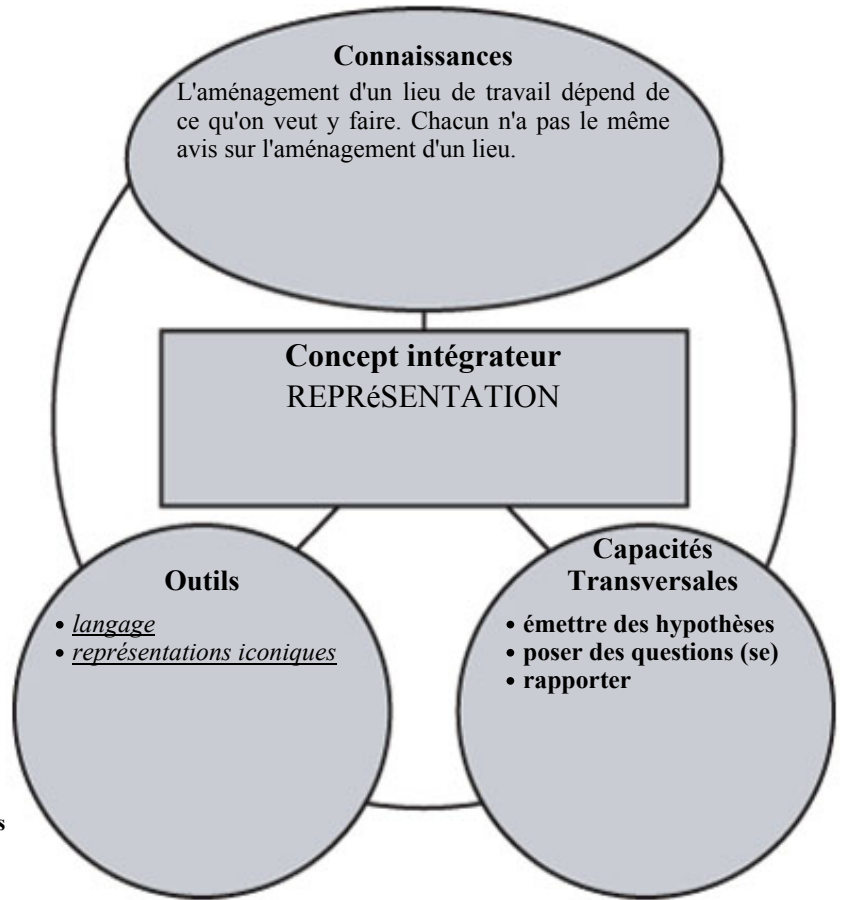 Connaissances
L'aménagement d'un lieu de travail dépend de
ce qu'on veut y faire. Chacun n'a pas le même
avis sur l'aménagement d'un lieu.
Concept intégrateur
REPRéSENTATION
Outils
• langage
• représentations iconiques
Capacités
Transversales
• émettre des hypothèses
• poser des questions (se)
• rapporter
s